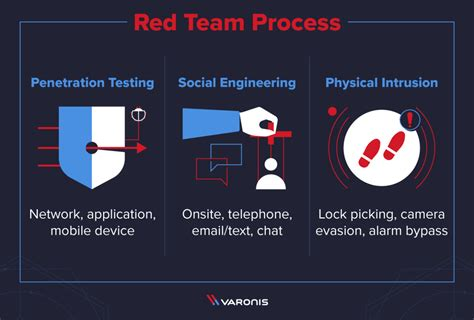 Red Team Process
Penetration Testing
Network, application,
mobile device
Social Engineering
Onsite, telephone,
email/text, chat
Physical Intrusion
Lock picking, camera
evasion, alarm bypass
VARONIS